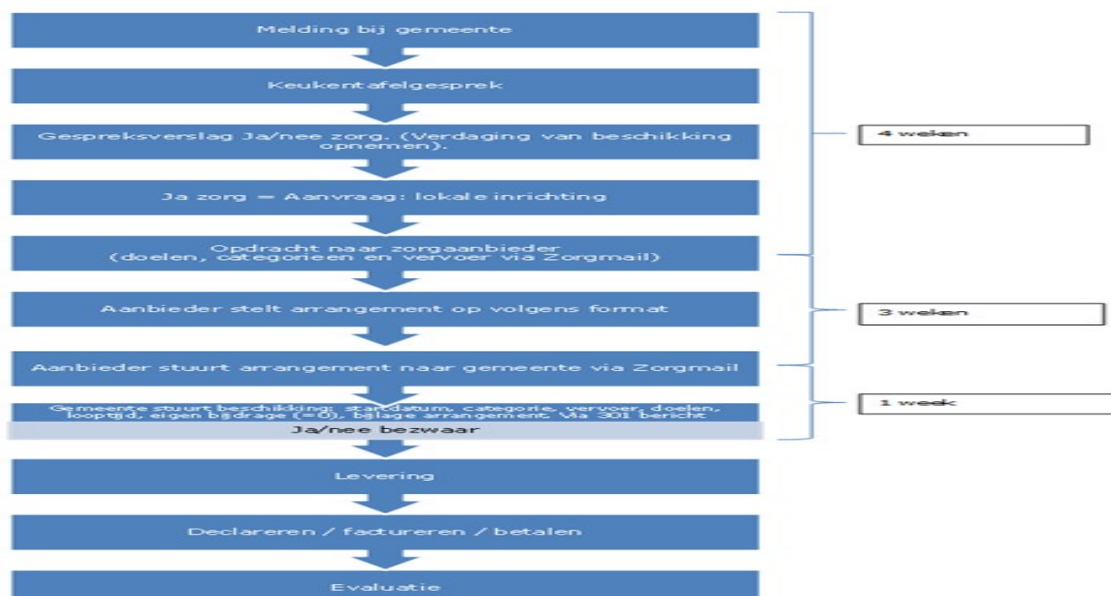 Melding bij gemeente
Keukentafelgesprek
Gespreksverslag Ja/nee zorg. (Verdaging van beschikking
opnemen).
4 weken
Ja zorg = Aanvraag: lokale inrichting
Opdracht naar zorgaanbieder
(doelen, categorieen en vervoer via Zorgmail)
Aanbieder stelt arrangement op volgens format
3 weken
Aanbieder stuurt arrangement naar gemeente via Zorgmail
Gemeente stuurt beschikking: startdatum, categorie, vervoer, doelen,
looptijd, eigen bijdrage (=0), bijlage arrangement. Via 301 bericht
1 week
Ja/nee bezwaar
Levering
Declareren / factureren / betalen
Evaluatie